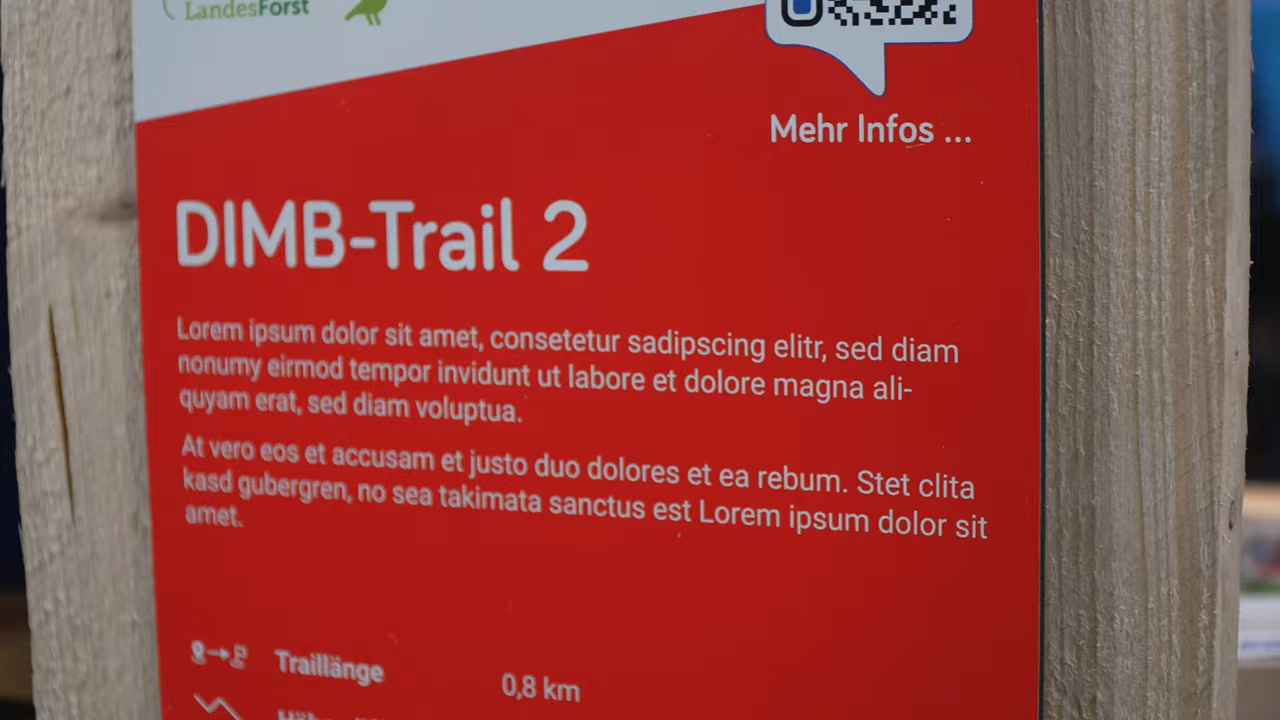 LandesForst
Mehr Infos ...
DIMB-Trail 2
Lorem ipsum dolor sit amet, consetetur sadipscing elitr, sed diam
nonumy eirmod tempor invidunt ut labore et dolore magna ali-
quyam erat, sed diam voluptua.
At vero eos et accusam et justo duo dolores et ea rebum. Stet clita
kasd gubergren, no sea takimata sanctus est Lorem ipsum dolor sit
amet.
Traillänge 0,8 km